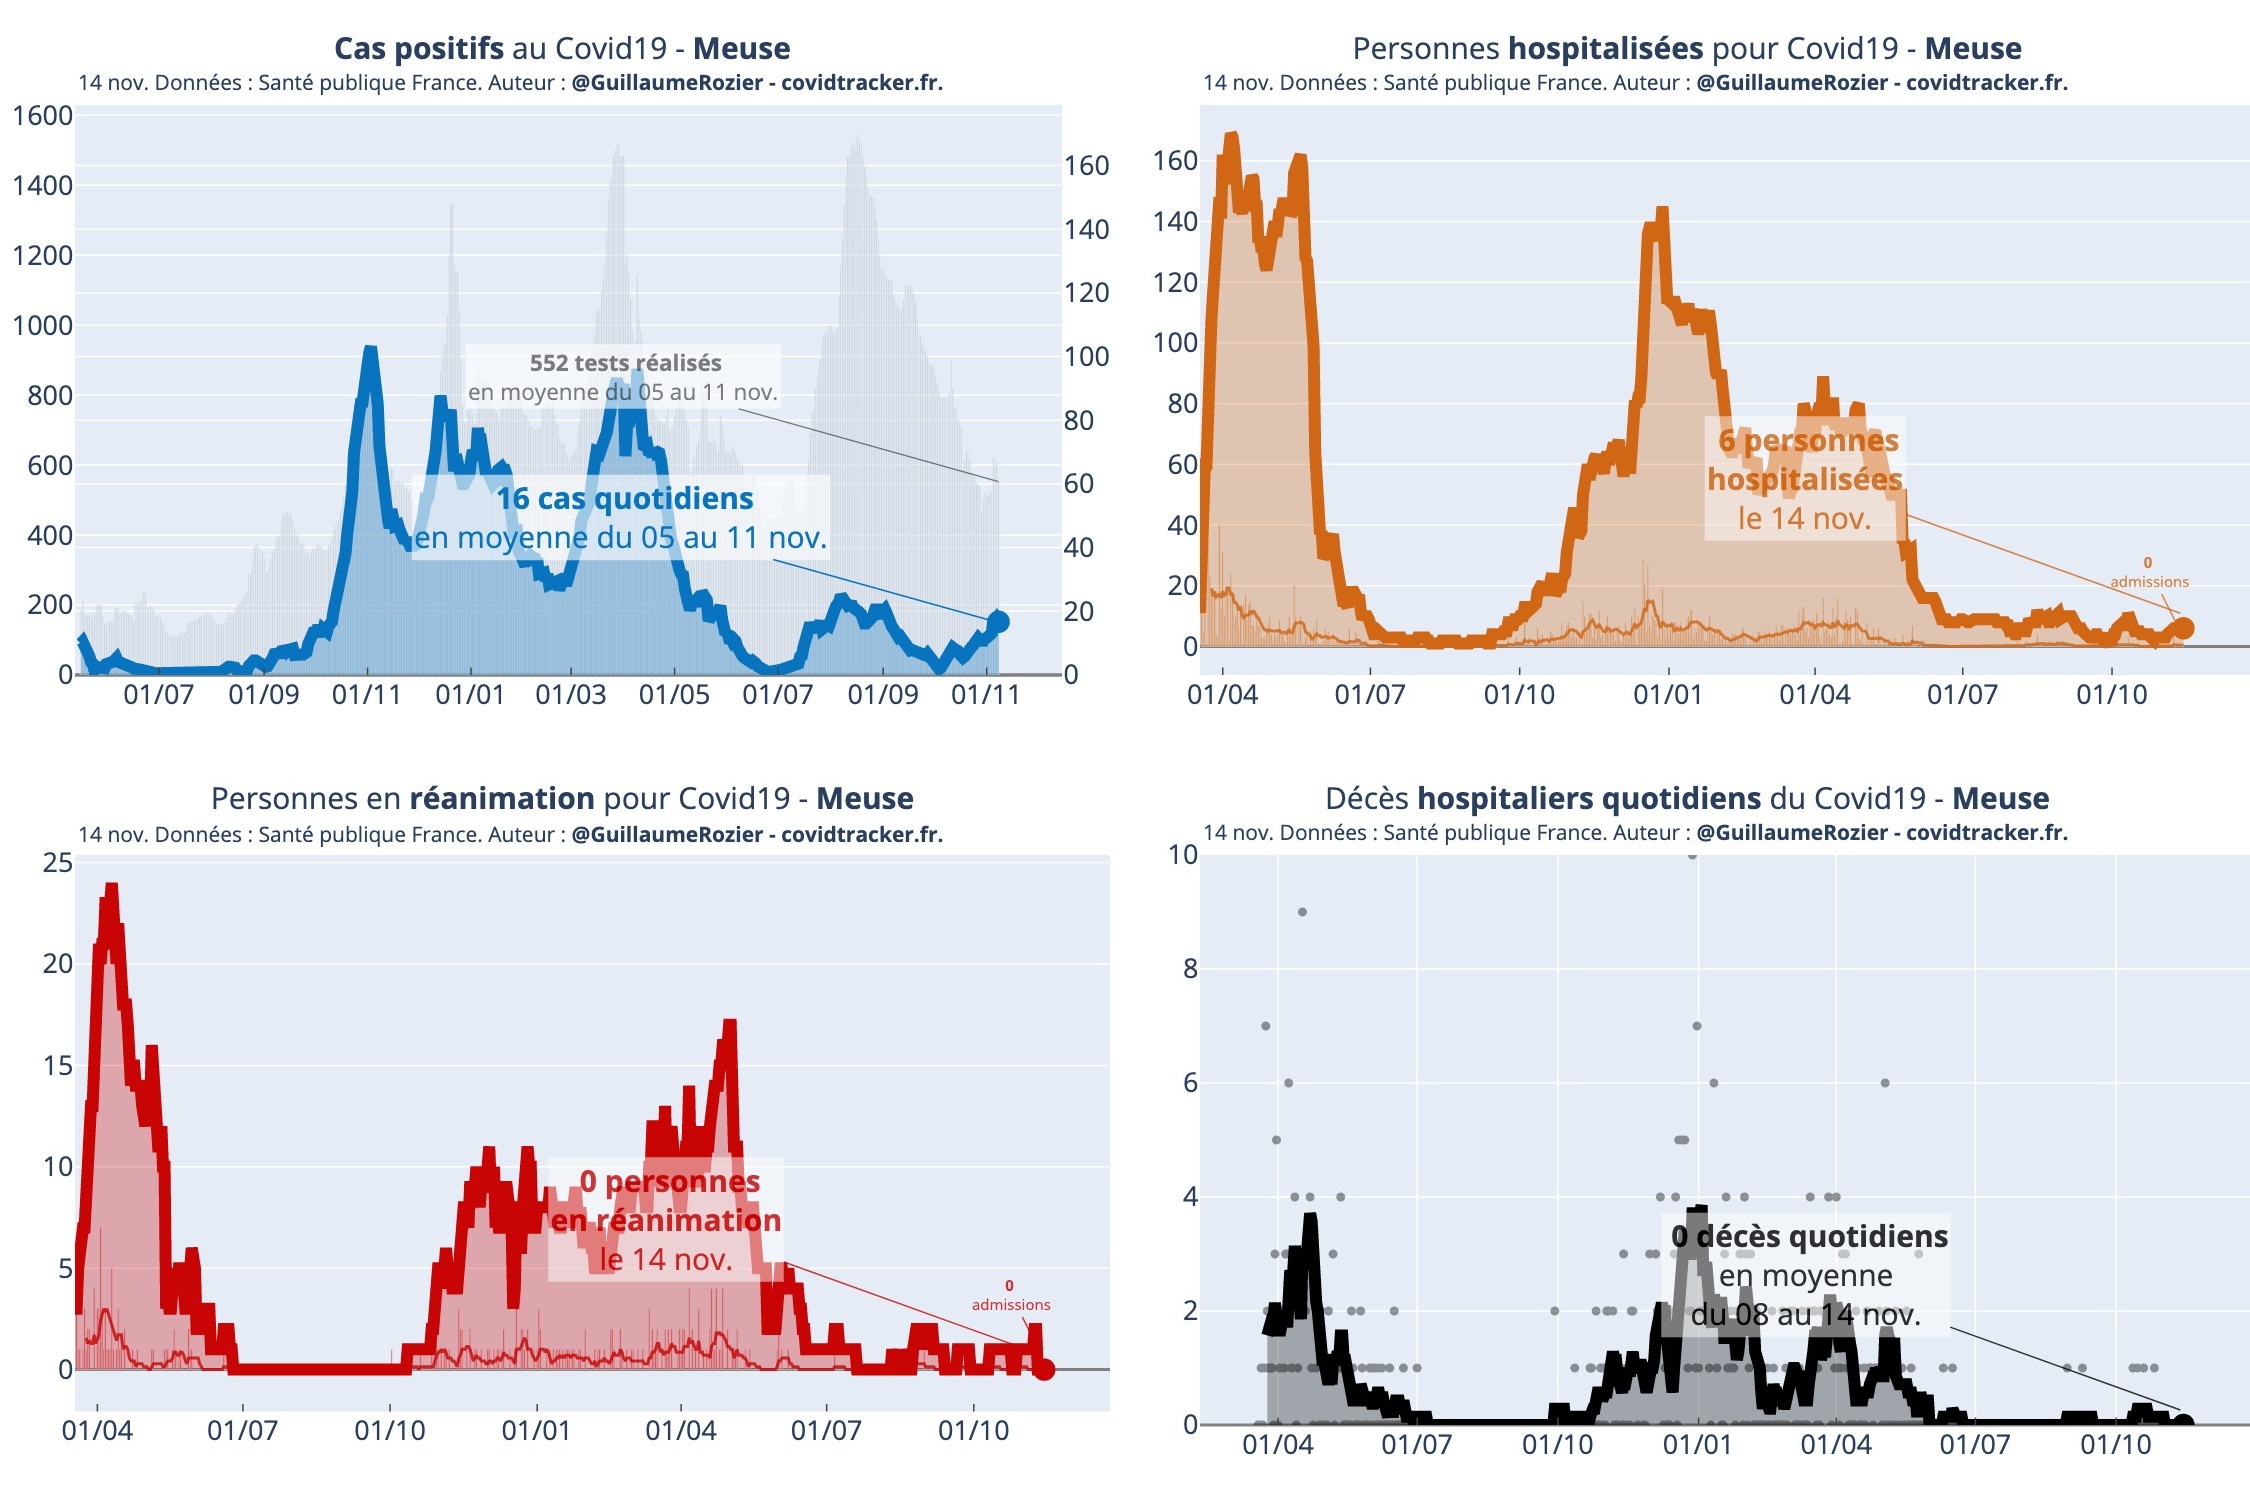 Cas positifs au Covid19 - Meuse
14 nov. Données : Santé publique France. Auteur : @GuillaumeRozier - covidtracker.fr.
1600
1400
1200
1000
800
600
400
200
0
160
140
120
100
80
60
40
20
0
552 tests réalisés
en moyenne du 05 au 11 nov.
16 cas quotidiens
en moyenne du 05 au 11 nov.
01/07 01/09 01/11 01/01 01/03 01/05 01/07 01/09 01/11
Personnes hospitalisées pour Covid19 - Meuse
14 nov. Données : Santé publique France. Auteur : @GuillaumeRozier - covidtracker.fr.
160
140
120
100
80
60
40
20
0
6 personnes
hospitalisées
le 14 nov.
0
admissions
01/04 01/07 01/10 01/01 01/04 01/07 01/10
Personnes en réanimation pour Covid19 - Meuse
14 nov. Données : Santé publique France. Auteur : @GuillaumeRozier - covidtracker.fr.
25
20
15
10
5
0
0 personnes
en réanimation
le 14 nov.
0
admissions
01/04 01/07 01/10 01/01 01/04 01/07 01/10
Décès hospitaliers quotidiens du Covid19 - Meuse
14 nov. Données : Santé publique France. Auteur : @GuillaumeRozier - covidtracker.fr.
10
8
6
4
2
0
0 décès quotidiens
en moyenne
du 08 au 14 nov.
01/04 01/07 01/10 01/01 01/04 01/07 01/10